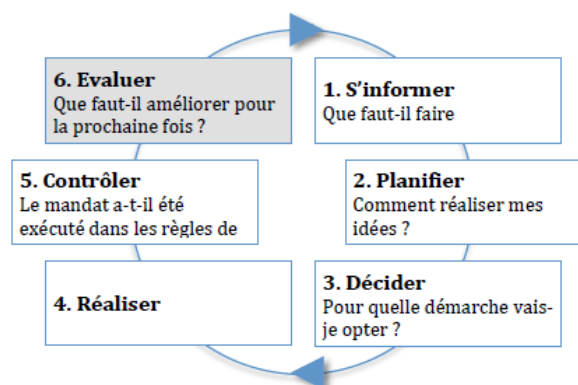 1. S’informer
Que faut-il faire
2. Planifier
Comment réaliser mes
idées ?
3. Décider
Pour quelle démarche vais-
je opter ?
4. Réaliser
5. Contrôler
Le mandat a-t-il été
exécuté dans les règles de
6. Evaluer
Que faut-il améliorer pour
la prochaine fois ?